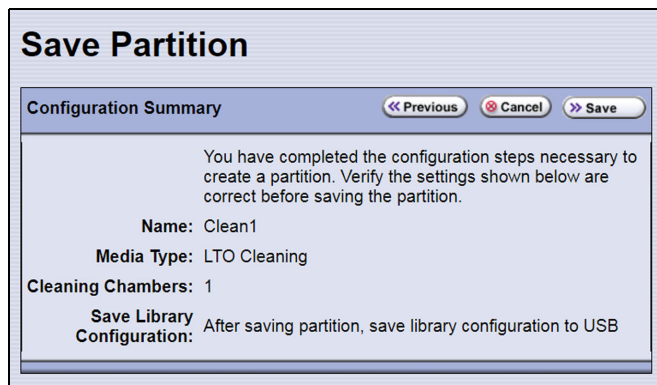 Save Partition
Configuration Summary Previous Cancel Save
You have completed the configuration steps necessary to
create a partition. Verify the settings shown below are
correct before saving the partition.
Name: Clean1
Media Type: LTO Cleaning
Cleaning Chambers: 1
Save Library
Configuration: After saving partition, save library configuration to USB